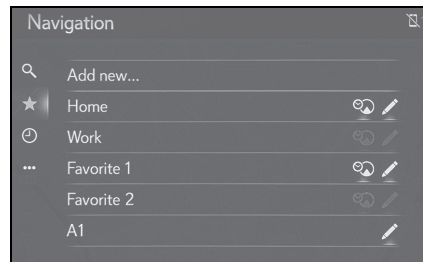 Navigation
Add new...
Home
Work
Favorite 1
Favorite 2
A1